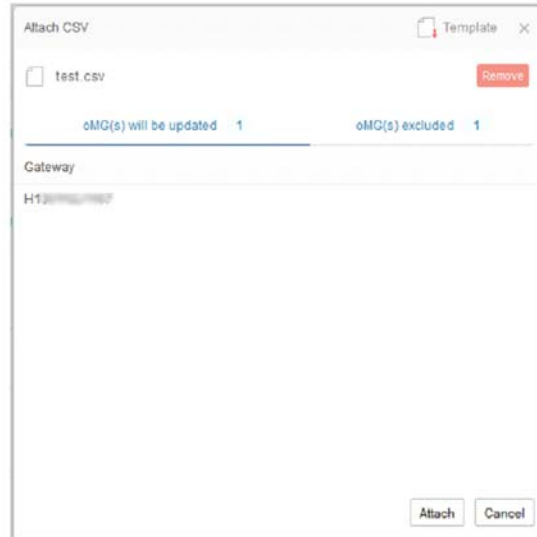 Attach CSV
Template
test.csv
Remove
oMG(s) will be updated 1
oMG(s) excluded 1
Gateway
Attach
Cancel